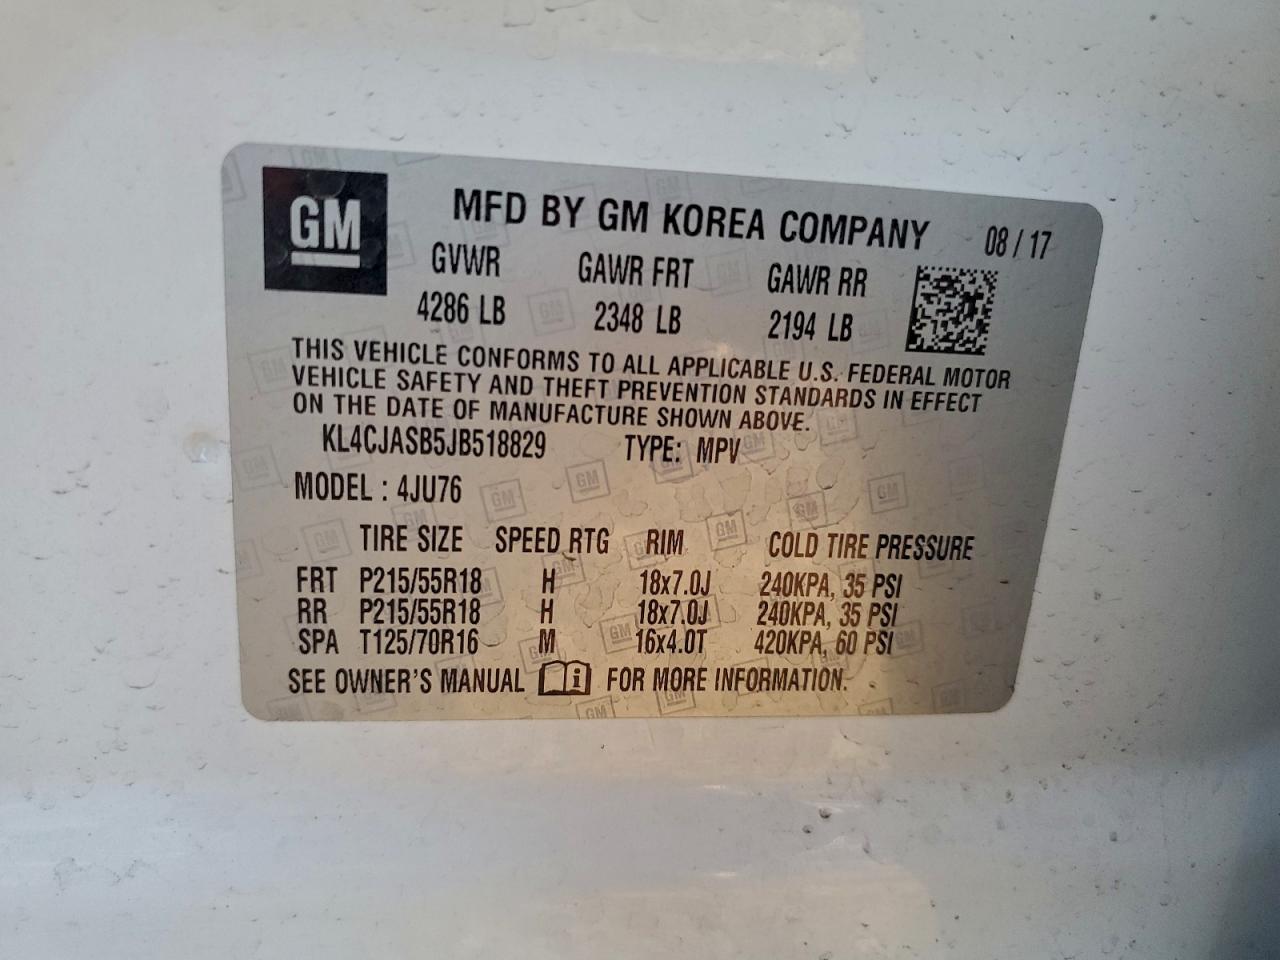 GM
MFD BY GM KOREA COMPANY 08 / 17
GVWR GAWR FRT GAWR RR
4286 LB 2348 LB 2194 LB
THIS VEHICLE CONFORMS TO ALL APPLICABLE U.S. FEDERAL MOTOR
VEHICLE SAFETY AND THEFT PREVENTION STANDARDS IN EFFECT
ON THE DATE OF MANUFACTURE SHOWN ABOVE.
KL4CJASB5JB518829 TYPE: MPV
MODEL : 4JU76
TIRE SIZE SPEED RTG RIM COLD TIRE PRESSURE
FRT P215/55R18 H 18x7.0J 240KPA, 35 PSI
RR P215/55R18 H 18x7.0J 240KPA, 35 PSI
SPA T125/70R16 M 16x4.0T 420KPA, 60 PSI
SEE OWNER'S MANUAL i FOR MORE INFORMATION.